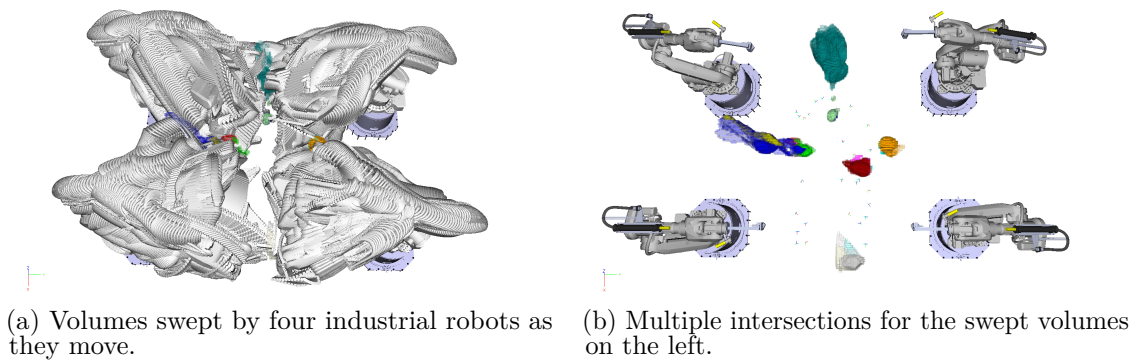 (a) Volumes swept by four industrial robots as
they move.
(b) Multiple intersections for the swept volumes
on the left.